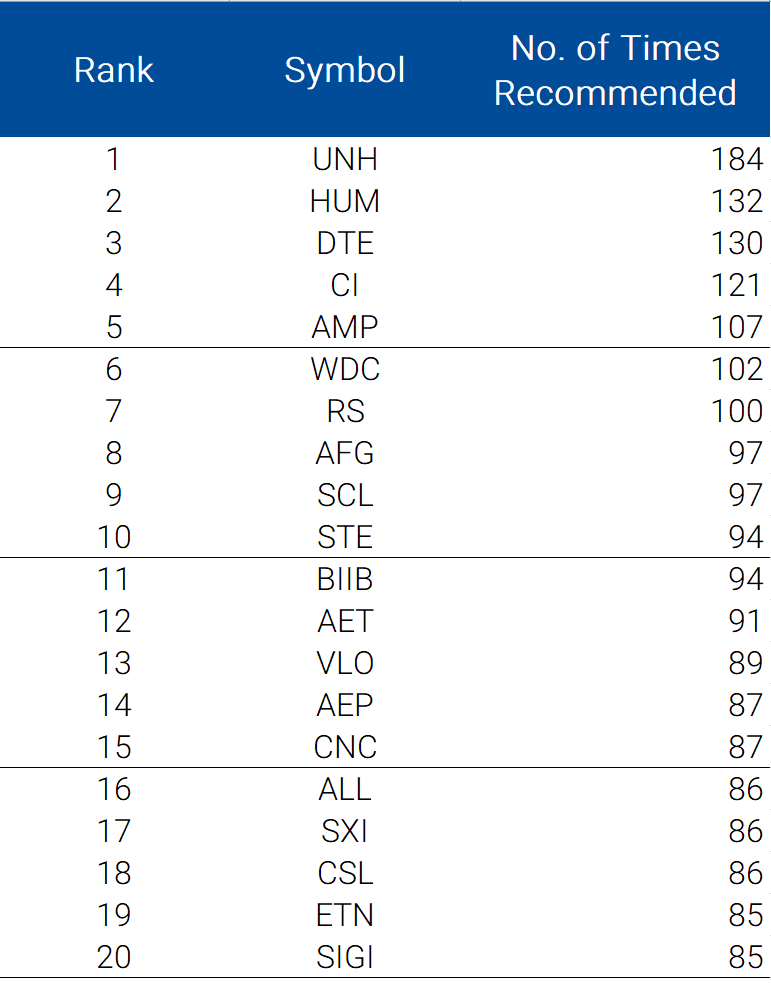 Rank Symbol No. of Times Recommended
1 UNH 184
2 HUM 132
3 DTE 130
4 CI 121
5 AMP 107
6 WDC 102
7 RS 100
8 AFG 97
9 SCL 97
10 STE 94
11 BIIB 94
12 AET 91
13 VLO 89
14 AEP 87
15 CNC 87
16 ALL 86
17 SXI 86
18 CSL 86
19 ETN 85
20 SIGI 85